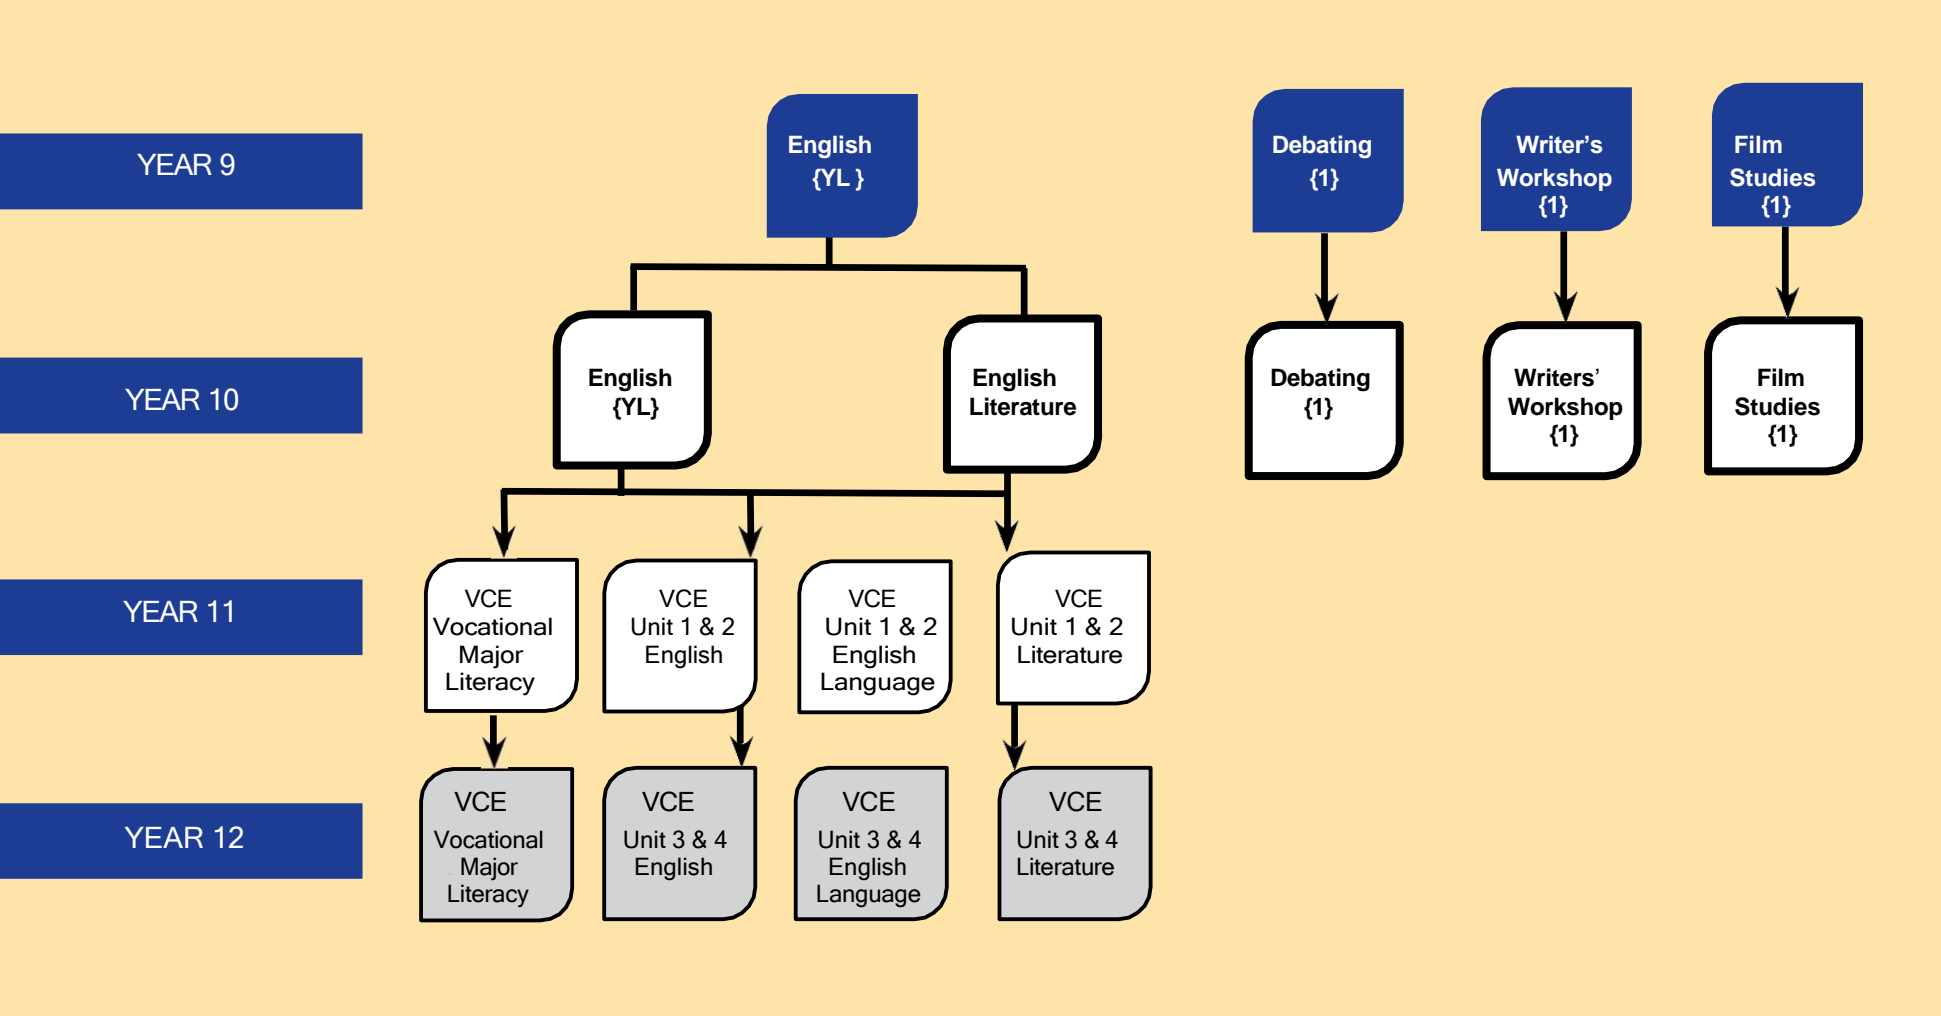 YEAR 9
English
{YL }
Debating
{1}
Writer's
Workshop
{1}
Film
Studies
{1}
YEAR 10
English
{YL}
English
Literature
Debating
{1}
Writers'
Workshop
{1}
Film
Studies
{1}
YEAR 11
VCE
Vocational
Major
Literacy
VCE
Unit 1 & 2
English
VCE
Unit 1 & 2
English
Language
VCE
Unit 1 & 2
Literature
YEAR 12
VCE
Vocational
Major
Literacy
VCE
Unit 3 & 4
English
VCE
Unit 3 & 4
English
Language
VCE
Unit 3 & 4
Literature